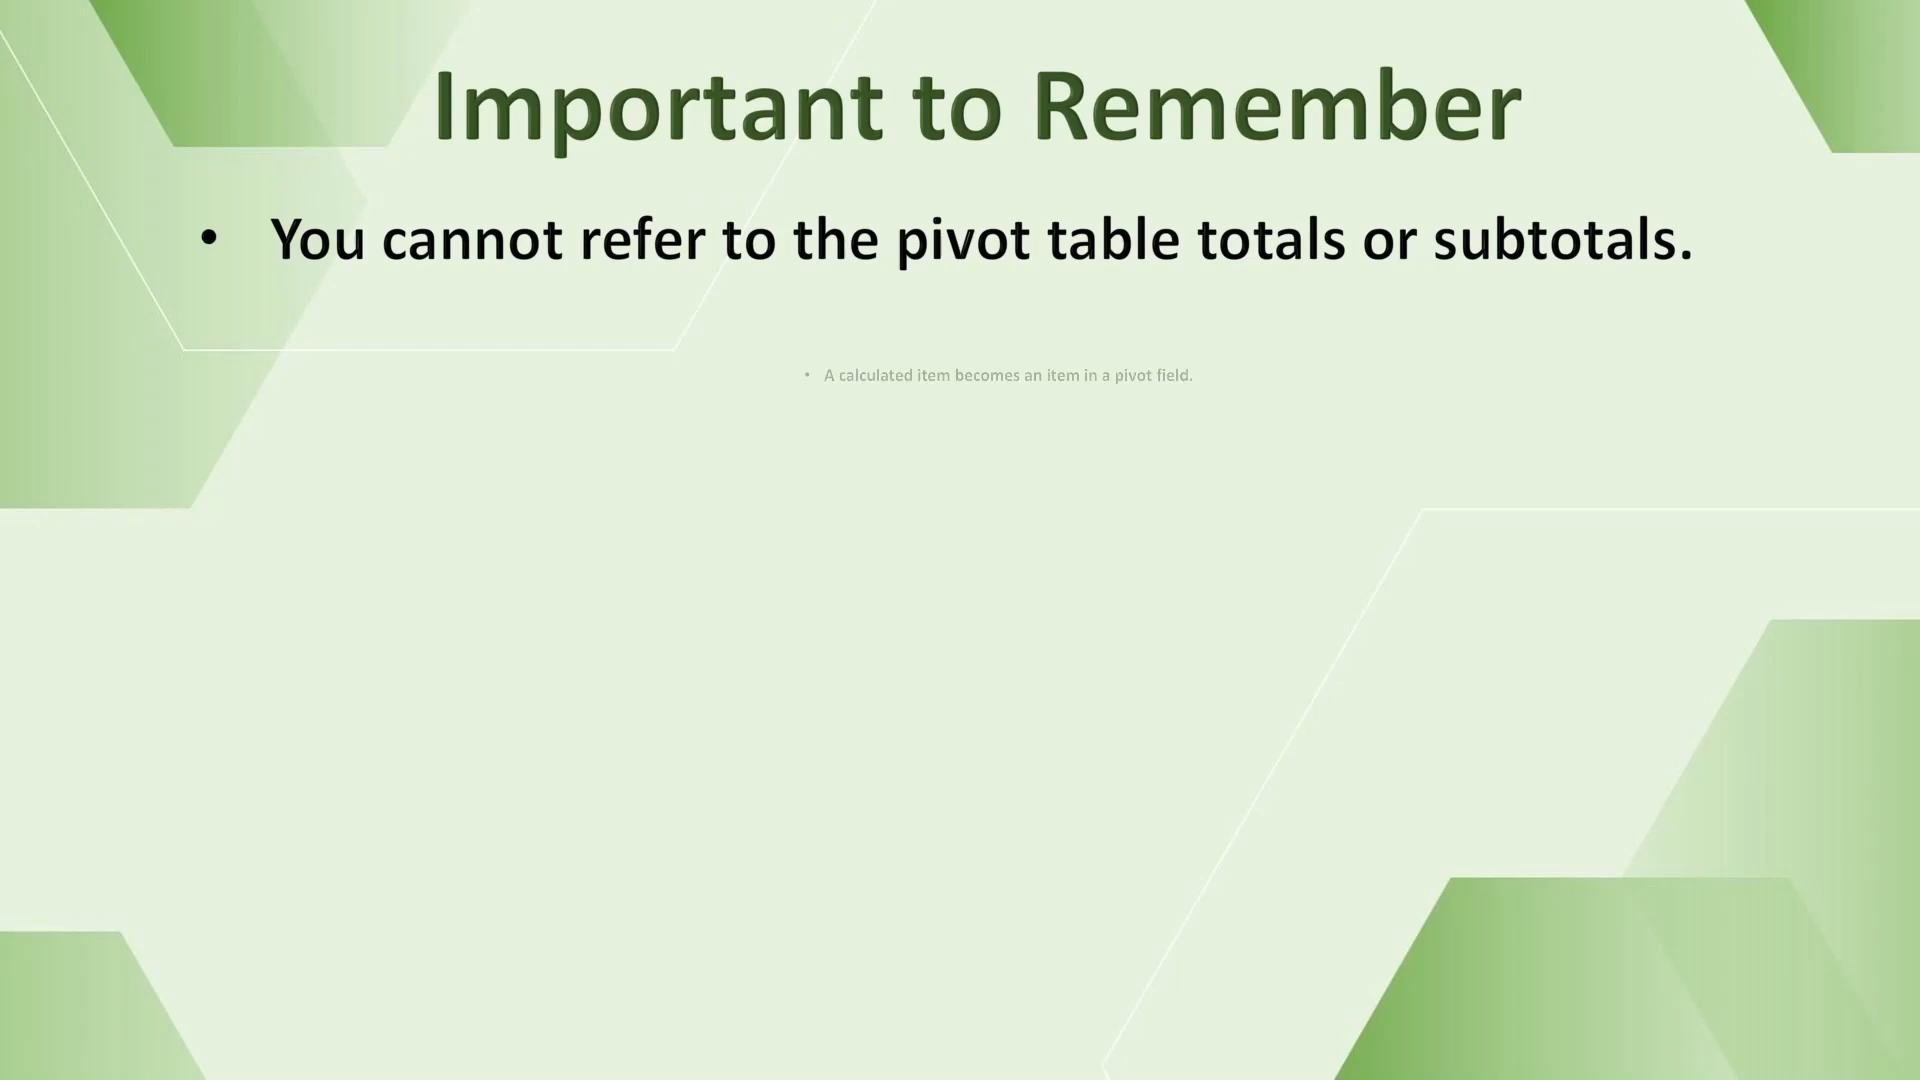 Important to Remember
• You cannot refer to the pivot table totals or subtotals.
• A calculated item becomes an item in a pivot field.